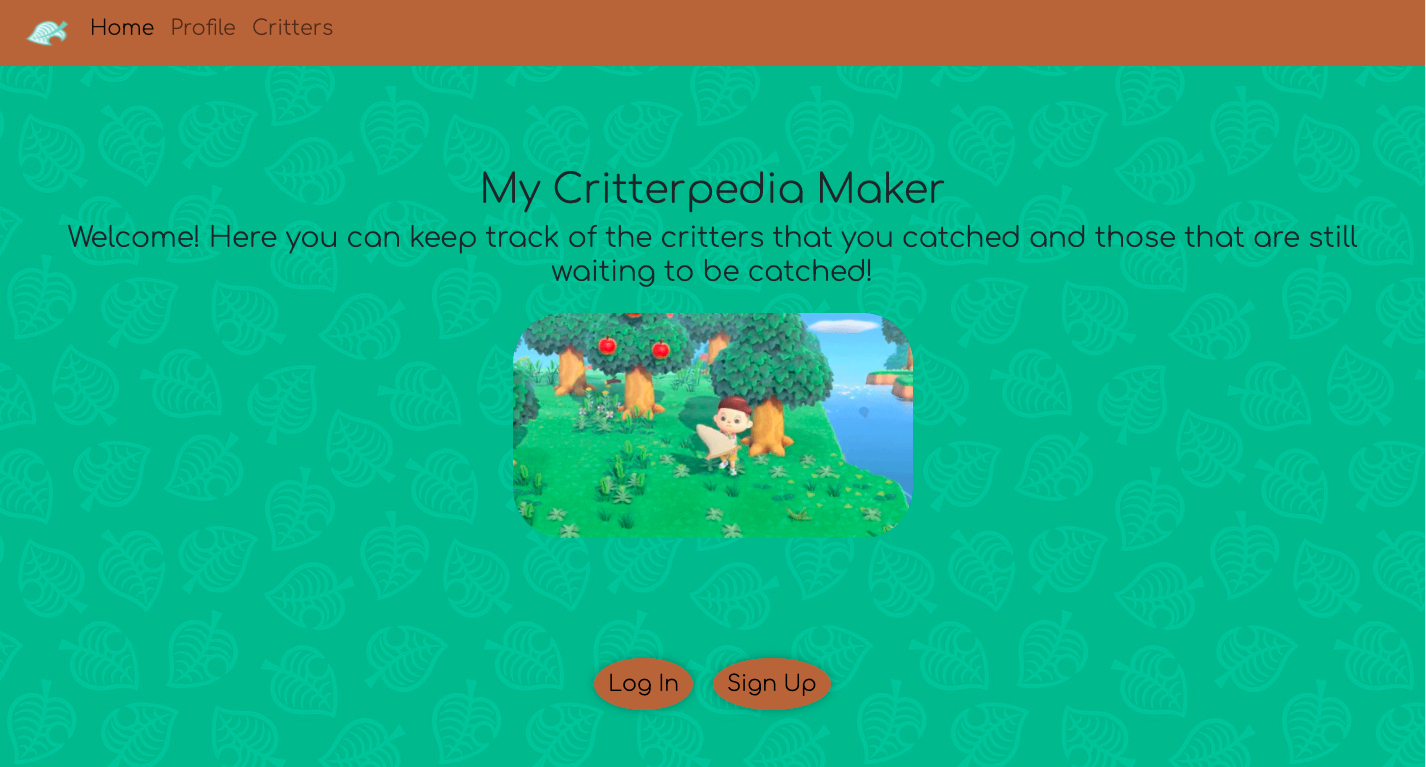 Home Profile Critters
My Critterpedia Maker
Welcome! Here you can keep track of the critters that you catched and those that are still
waiting to be catched!
Log In Sign Up